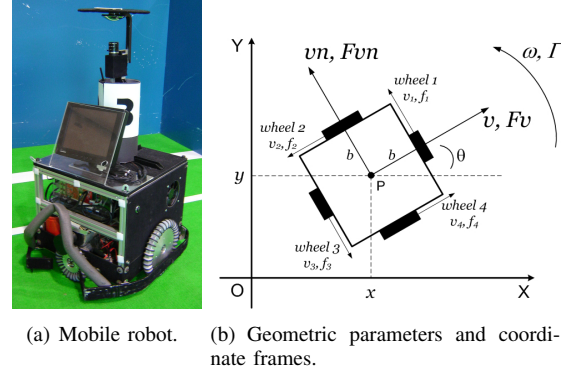 3
Y
vn, Fvn
wheel 1
v₁, f₁
ω, Γ
v, Fv
wheel 2
v₂, f₂
b
b
θ
y
P
wheel 4
v₄, f₄
wheel 3
v₃, f₃
O
x
X
(a) Mobile robot.
(b) Geometric parameters and coordi-
nate frames.